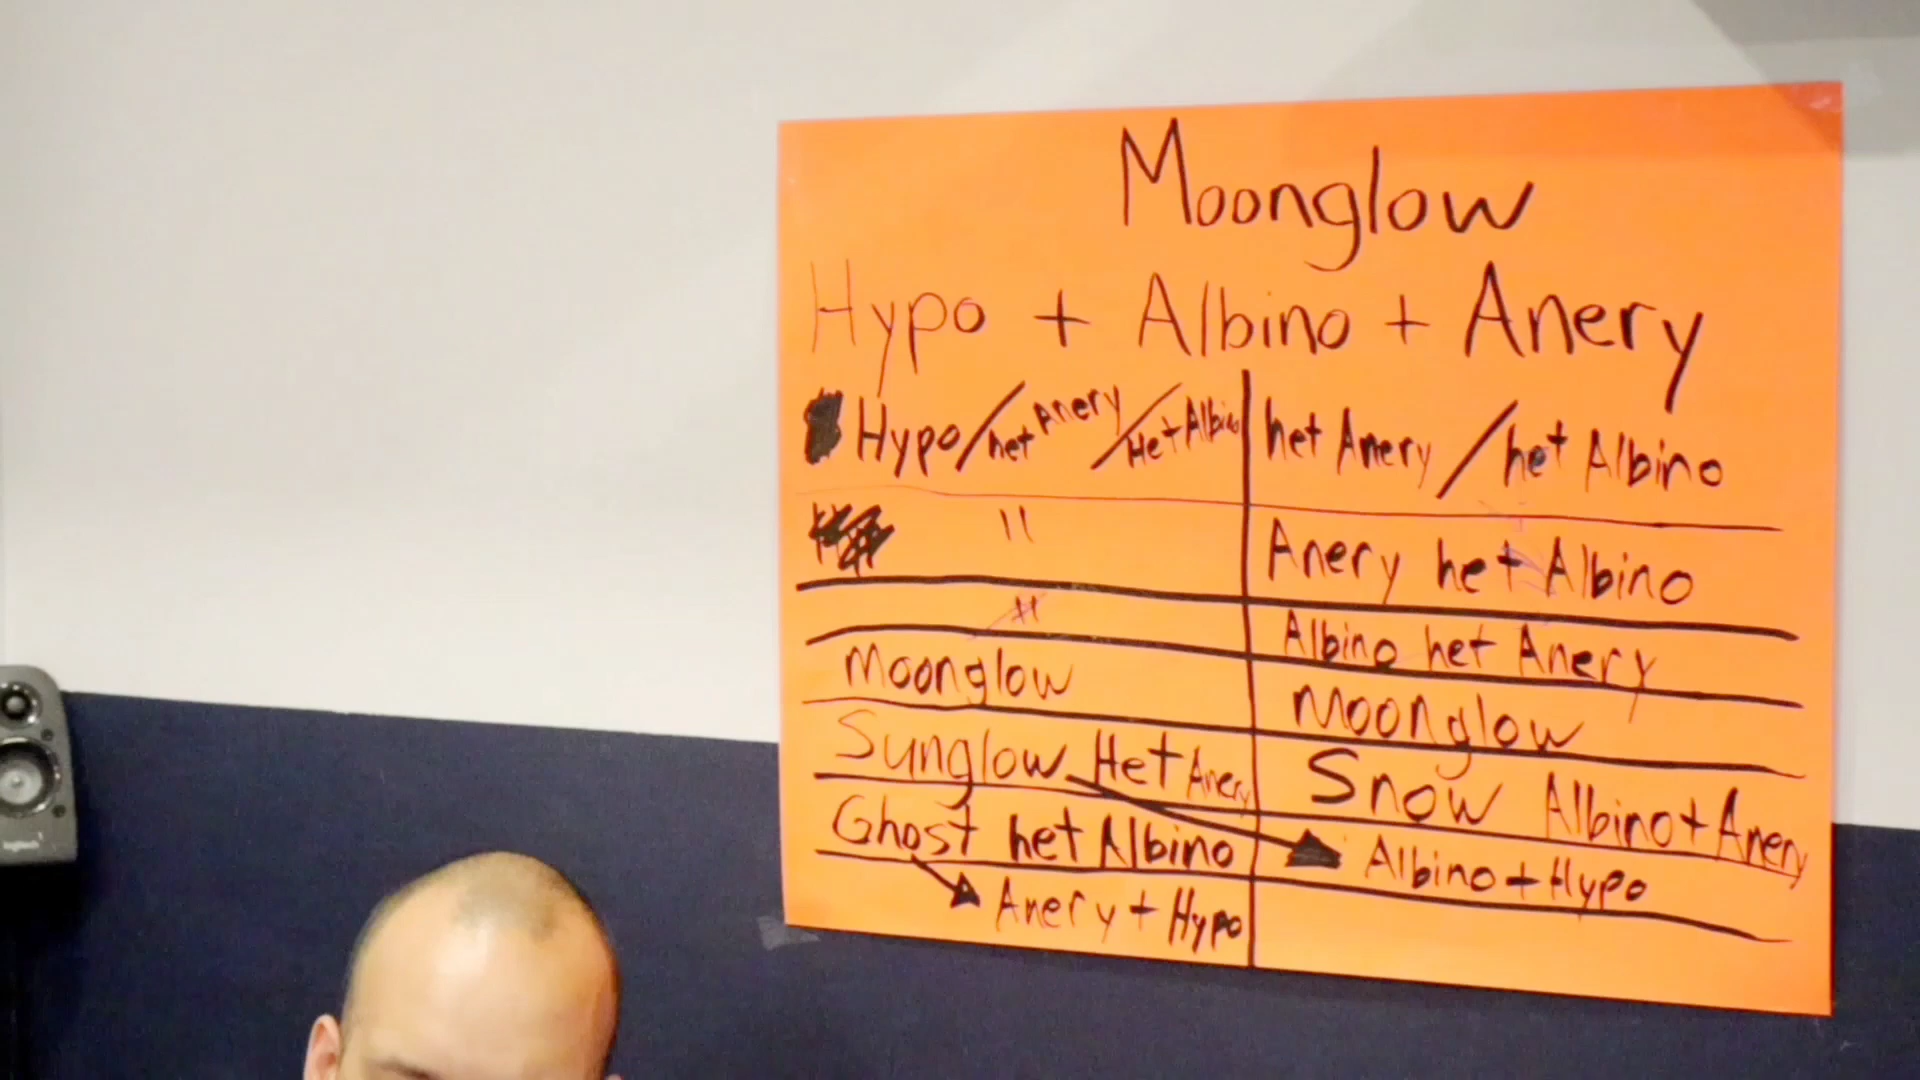 Moonglow
Hypo + Albino + Anery
Hypo/het Anery/Het Albino | het Anery/het Albino
" | Anery het Albino
" | Albino het Anery
Moonglow | Moonglow
Sunglow Het Anery | Snow Albino+Anery
Ghost het Albino | Albino+Hypo
Anery+Hypo
logitech